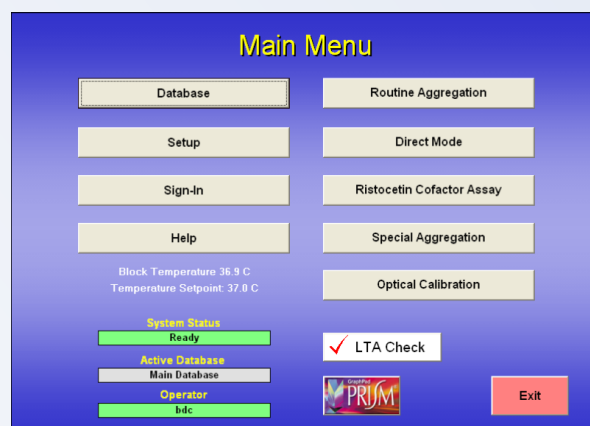 Main Menu
Database
Routine Aggregation
Setup
Direct Mode
Sign-In
Ristocetin Cofactor Assay
Help
Special Aggregation
Block Temperature 36.9 C
Temperature Setpoint: 37.0 C
Optical Calibration
System Status
Ready
LTA Check
Active Database
Main Database
Operator
bdc
GraphPad
PRISM
Exit